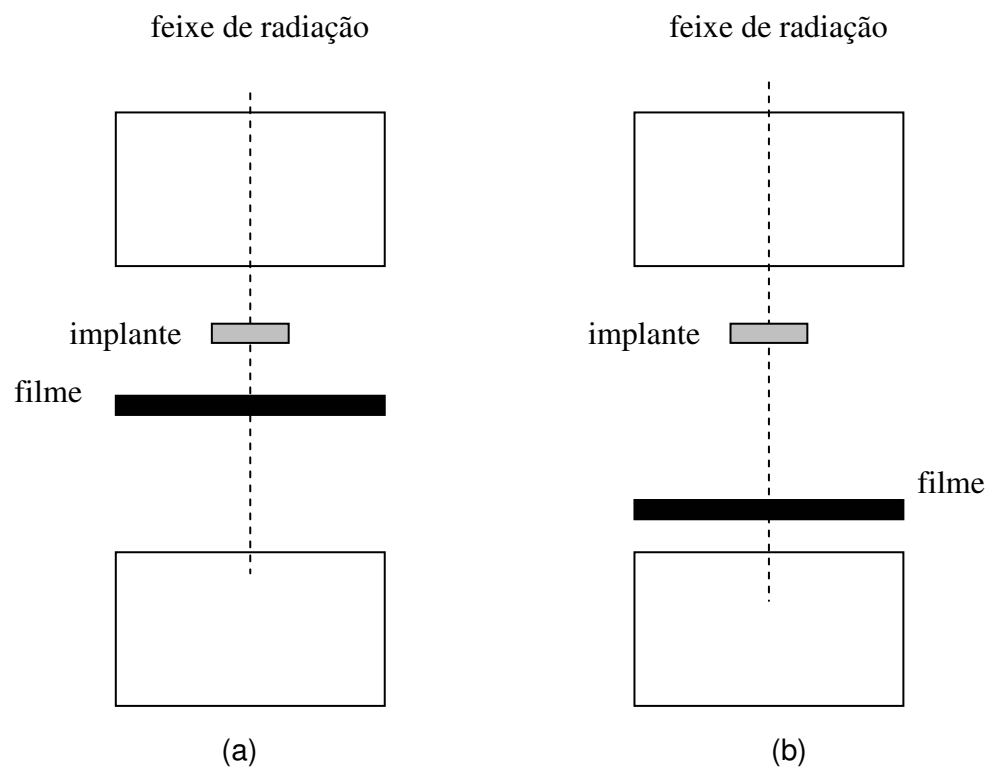 feixe de radiação
feixe de radiação
implante
implante
filme
filme
(a)
(b)